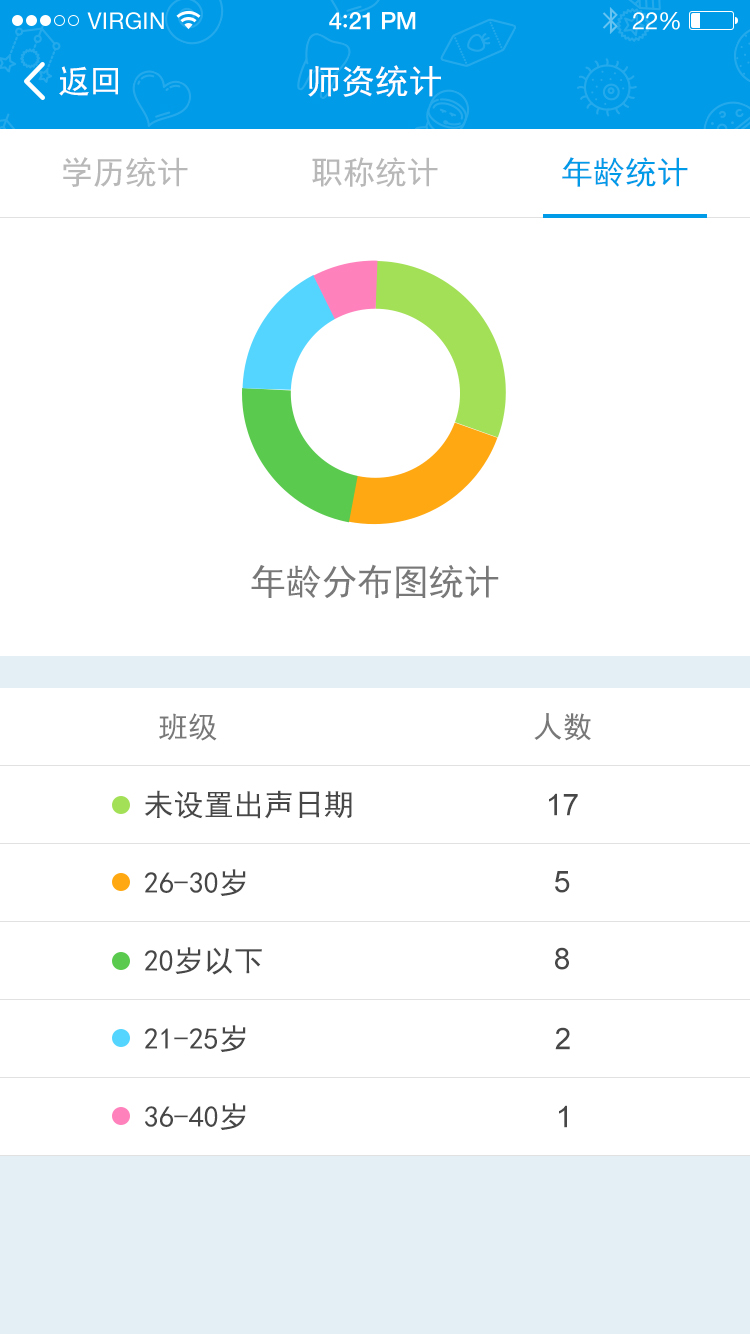 VIRGIN 4:21 PM 22%
返回 师资统计
学历统计 职称统计 年龄统计
年龄分布图统计
班级 人数
未设置出声日期 17
26-30岁 5
20岁以下 8
21-25岁 2
36-40岁 1